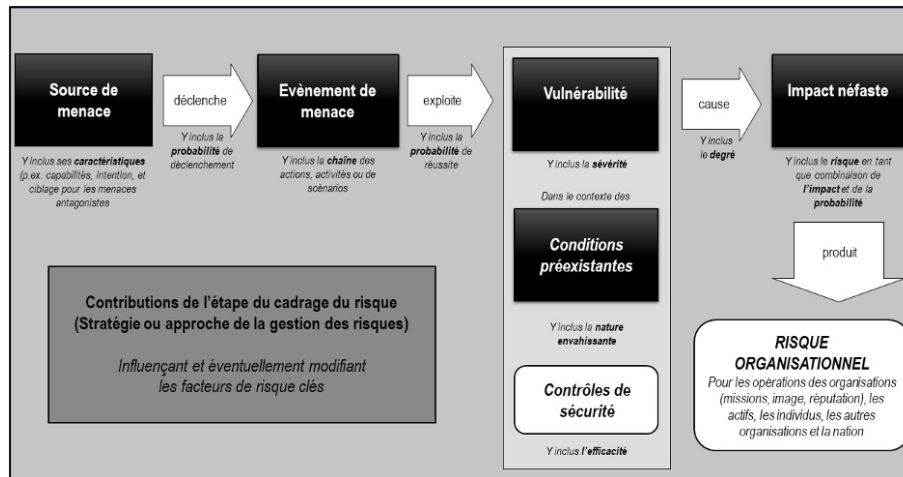 Source de
menace
déclenche
Evènement de
menace
exploite
Vulnérabilité
cause
Impact néfaste
Y inclus ses caractéristiques
(p.ex. capabilités, intention, et
ciblage pour les menaces
antagonistes
Y inclus la
probabilité de
déclenchement
Y inclus la chaîne des
actions, activités ou de
scénarios
Y inclus la
probabilité de
réussite
Y inclus la sévérité
Dans le contexte des
Conditions
préexistantes
Y inclus la nature
envahissante
Contrôles de
sécurité
Y inclus l'efficacité
Y inclus
le degré
Y inclus le risque en tant
que combinaison de
l'impact et de la
probabilité
produit
RISQUE
ORGANISATIONNEL
Pour les opérations des organisations
(missions, image, réputation), les
actifs, les individus, les autres
organisations et la nation
Contributions de l'étape du cadrage du risque
(Stratégie ou approche de la gestion des risques)
Influençant et éventuellement modifiant
les facteurs de risque clés